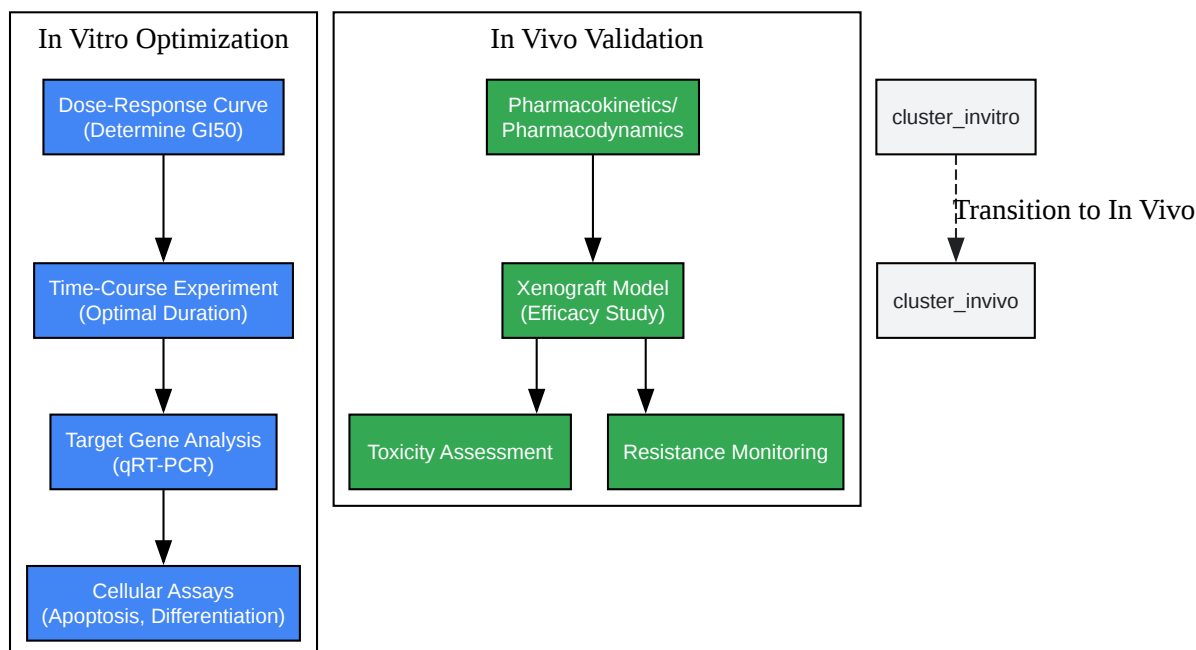 In Vitro Optimization
Dose-Response Curve
(Determine GI50)
Time-Course Experiment
(Optimal Duration)
Target Gene Analysis
(qRT-PCR)
Cellular Assays
(Apoptosis, Differentiation)
In Vivo Validation
Pharmacokinetics/
Pharmacodynamics
Xenograft Model
(Efficacy Study)
Toxicity Assessment
Resistance Monitoring
cluster_invitro
Transition to In Vivo
cluster_invivo